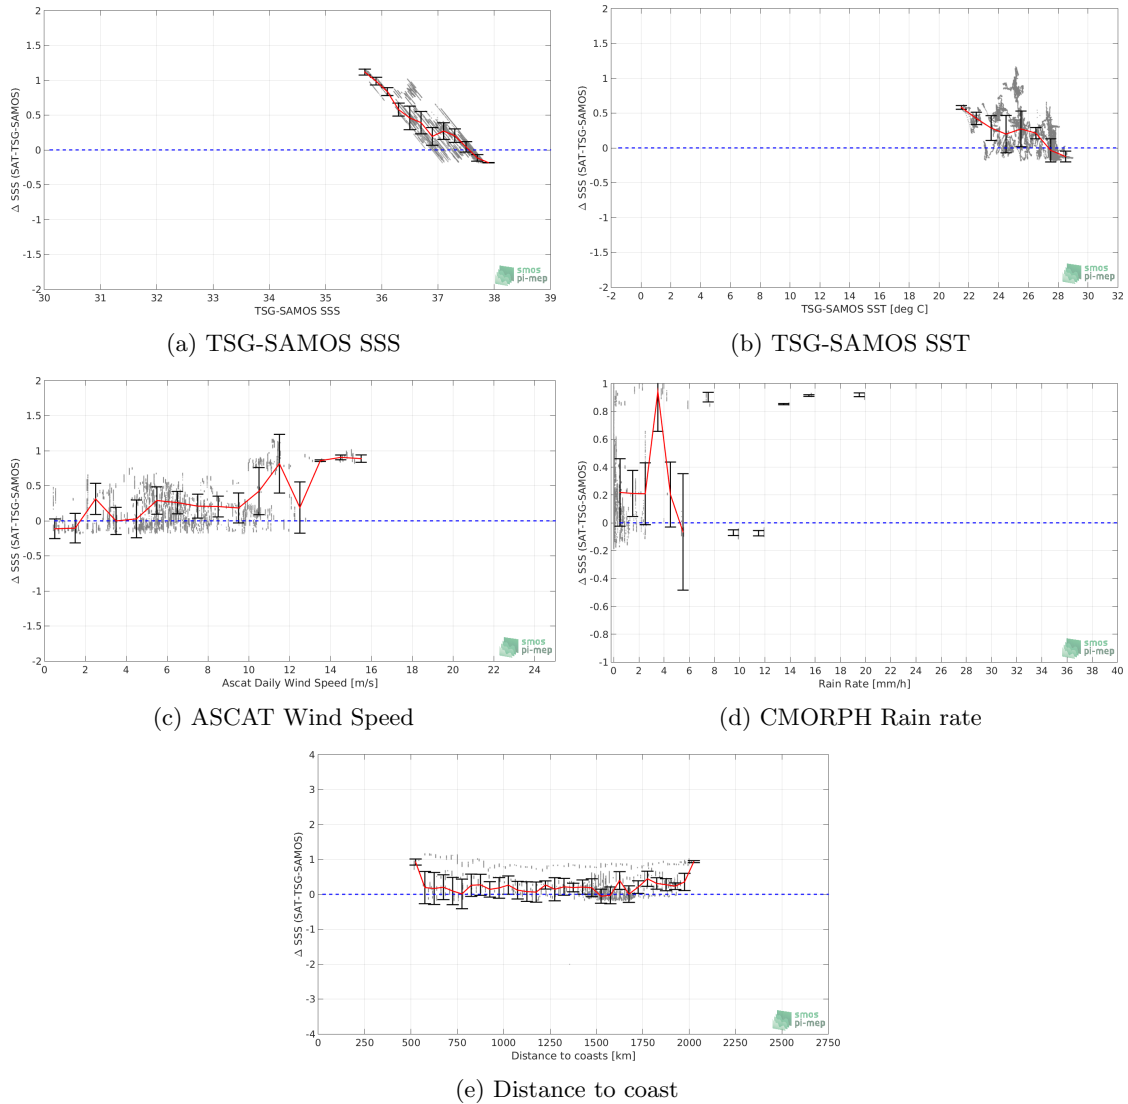 2
1.5
1
0.5
0
-0.5
-1
-1.5
-2
Δ SSS (SAT-TSG-SAMOS)
30 31 32 33 34 35 36 37 38 39
TSG-SAMOS SSS
smos
pi-mep
(a) TSG-SAMOS SSS
2
1.5
1
0.5
0
-0.5
-1
-1.5
-2
Δ SSS (SAT-TSG-SAMOS)
-2 0 2 4 6 8 10 12 14 16 18 20 22 24 26 28 30 32
TSG-SAMOS SST [deg C]
smos
pi-mep
(b) TSG-SAMOS SST
2
1.5
1
0.5
0
-0.5
-1
-1.5
-2
Δ SSS (SAT-TSG-SAMOS)
0 2 4 6 8 10 12 14 16 18 20 22 24
Ascat Daily Wind Speed [m/s]
smos
pi-mep
(c) ASCAT Wind Speed
1
0.8
0.6
0.4
0.2
0
-0.2
-0.4
-0.6
-0.8
-1
Δ SSS (SAT-TSG-SAMOS)
0 2 4 6 8 10 12 14 16 18 20 22 24 26 28 30 32 34 36 38 40
Rain Rate [mm/h]
smos
pi-mep
(d) CMORPH Rain rate
4
3
2
1
0
-1
-2
-3
-4
Δ SSS (SAT-TSG-SAMOS)
0 250 500 750 1000 1250 1500 1750 2000 2250 2500 2750
Distance to coasts [km]
smos
pi-mep
(e) Distance to coast